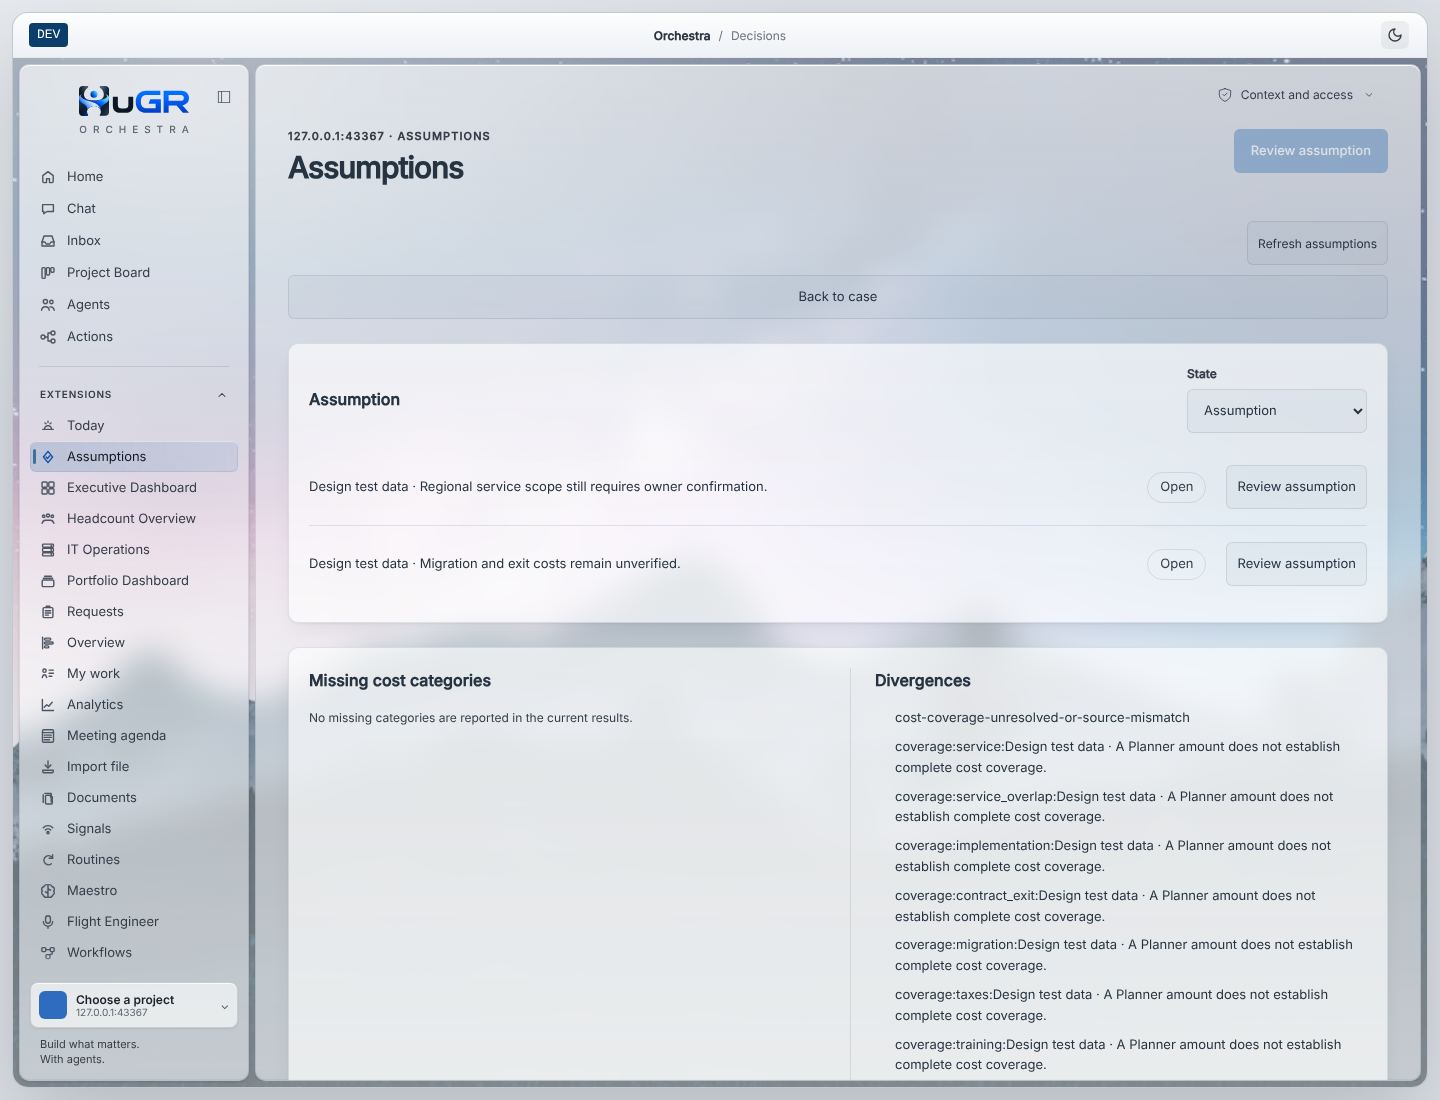 DEV
Orchestra / Decisions
HuGR
ORCHESTRA
Home
Chat
Inbox
Project Board
Agents
Actions
EXTENSIONS
Today
Assumptions
Executive Dashboard
Headcount Overview
IT Operations
Portfolio Dashboard
Requests
Overview
My work
Analytics
Meeting agenda
Import file
Documents
Signals
Routines
Maestro
Flight Engineer
Workflows
Choose a project
127.0.0.1:43367
Build what matters.
With agents.
Context and access
127.0.0.1:43367 · ASSUMPTIONS
Assumptions
Review assumption
Refresh assumptions
Back to case
Assumption
State
Assumption
Design test data · Regional service scope still requires owner confirmation.
Open
Review assumption
Design test data · Migration and exit costs remain unverified.
Open
Review assumption
Missing cost categories
No missing categories are reported in the current results.
Divergences
cost-coverage-unresolved-or-source-mismatch
coverage:service:Design test data · A Planner amount does not establish
complete cost coverage.
coverage:service_overlap:Design test data · A Planner amount does not
establish complete cost coverage.
coverage:implementation:Design test data · A Planner amount does not
establish complete cost coverage.
coverage:contract_exit:Design test data · A Planner amount does not
establish complete cost coverage.
coverage:migration:Design test data · A Planner amount does not establish
complete cost coverage.
coverage:taxes:Design test data · A Planner amount does not establish
complete cost coverage.
coverage:training:Design test data · A Planner amount does not establish
complete cost coverage.